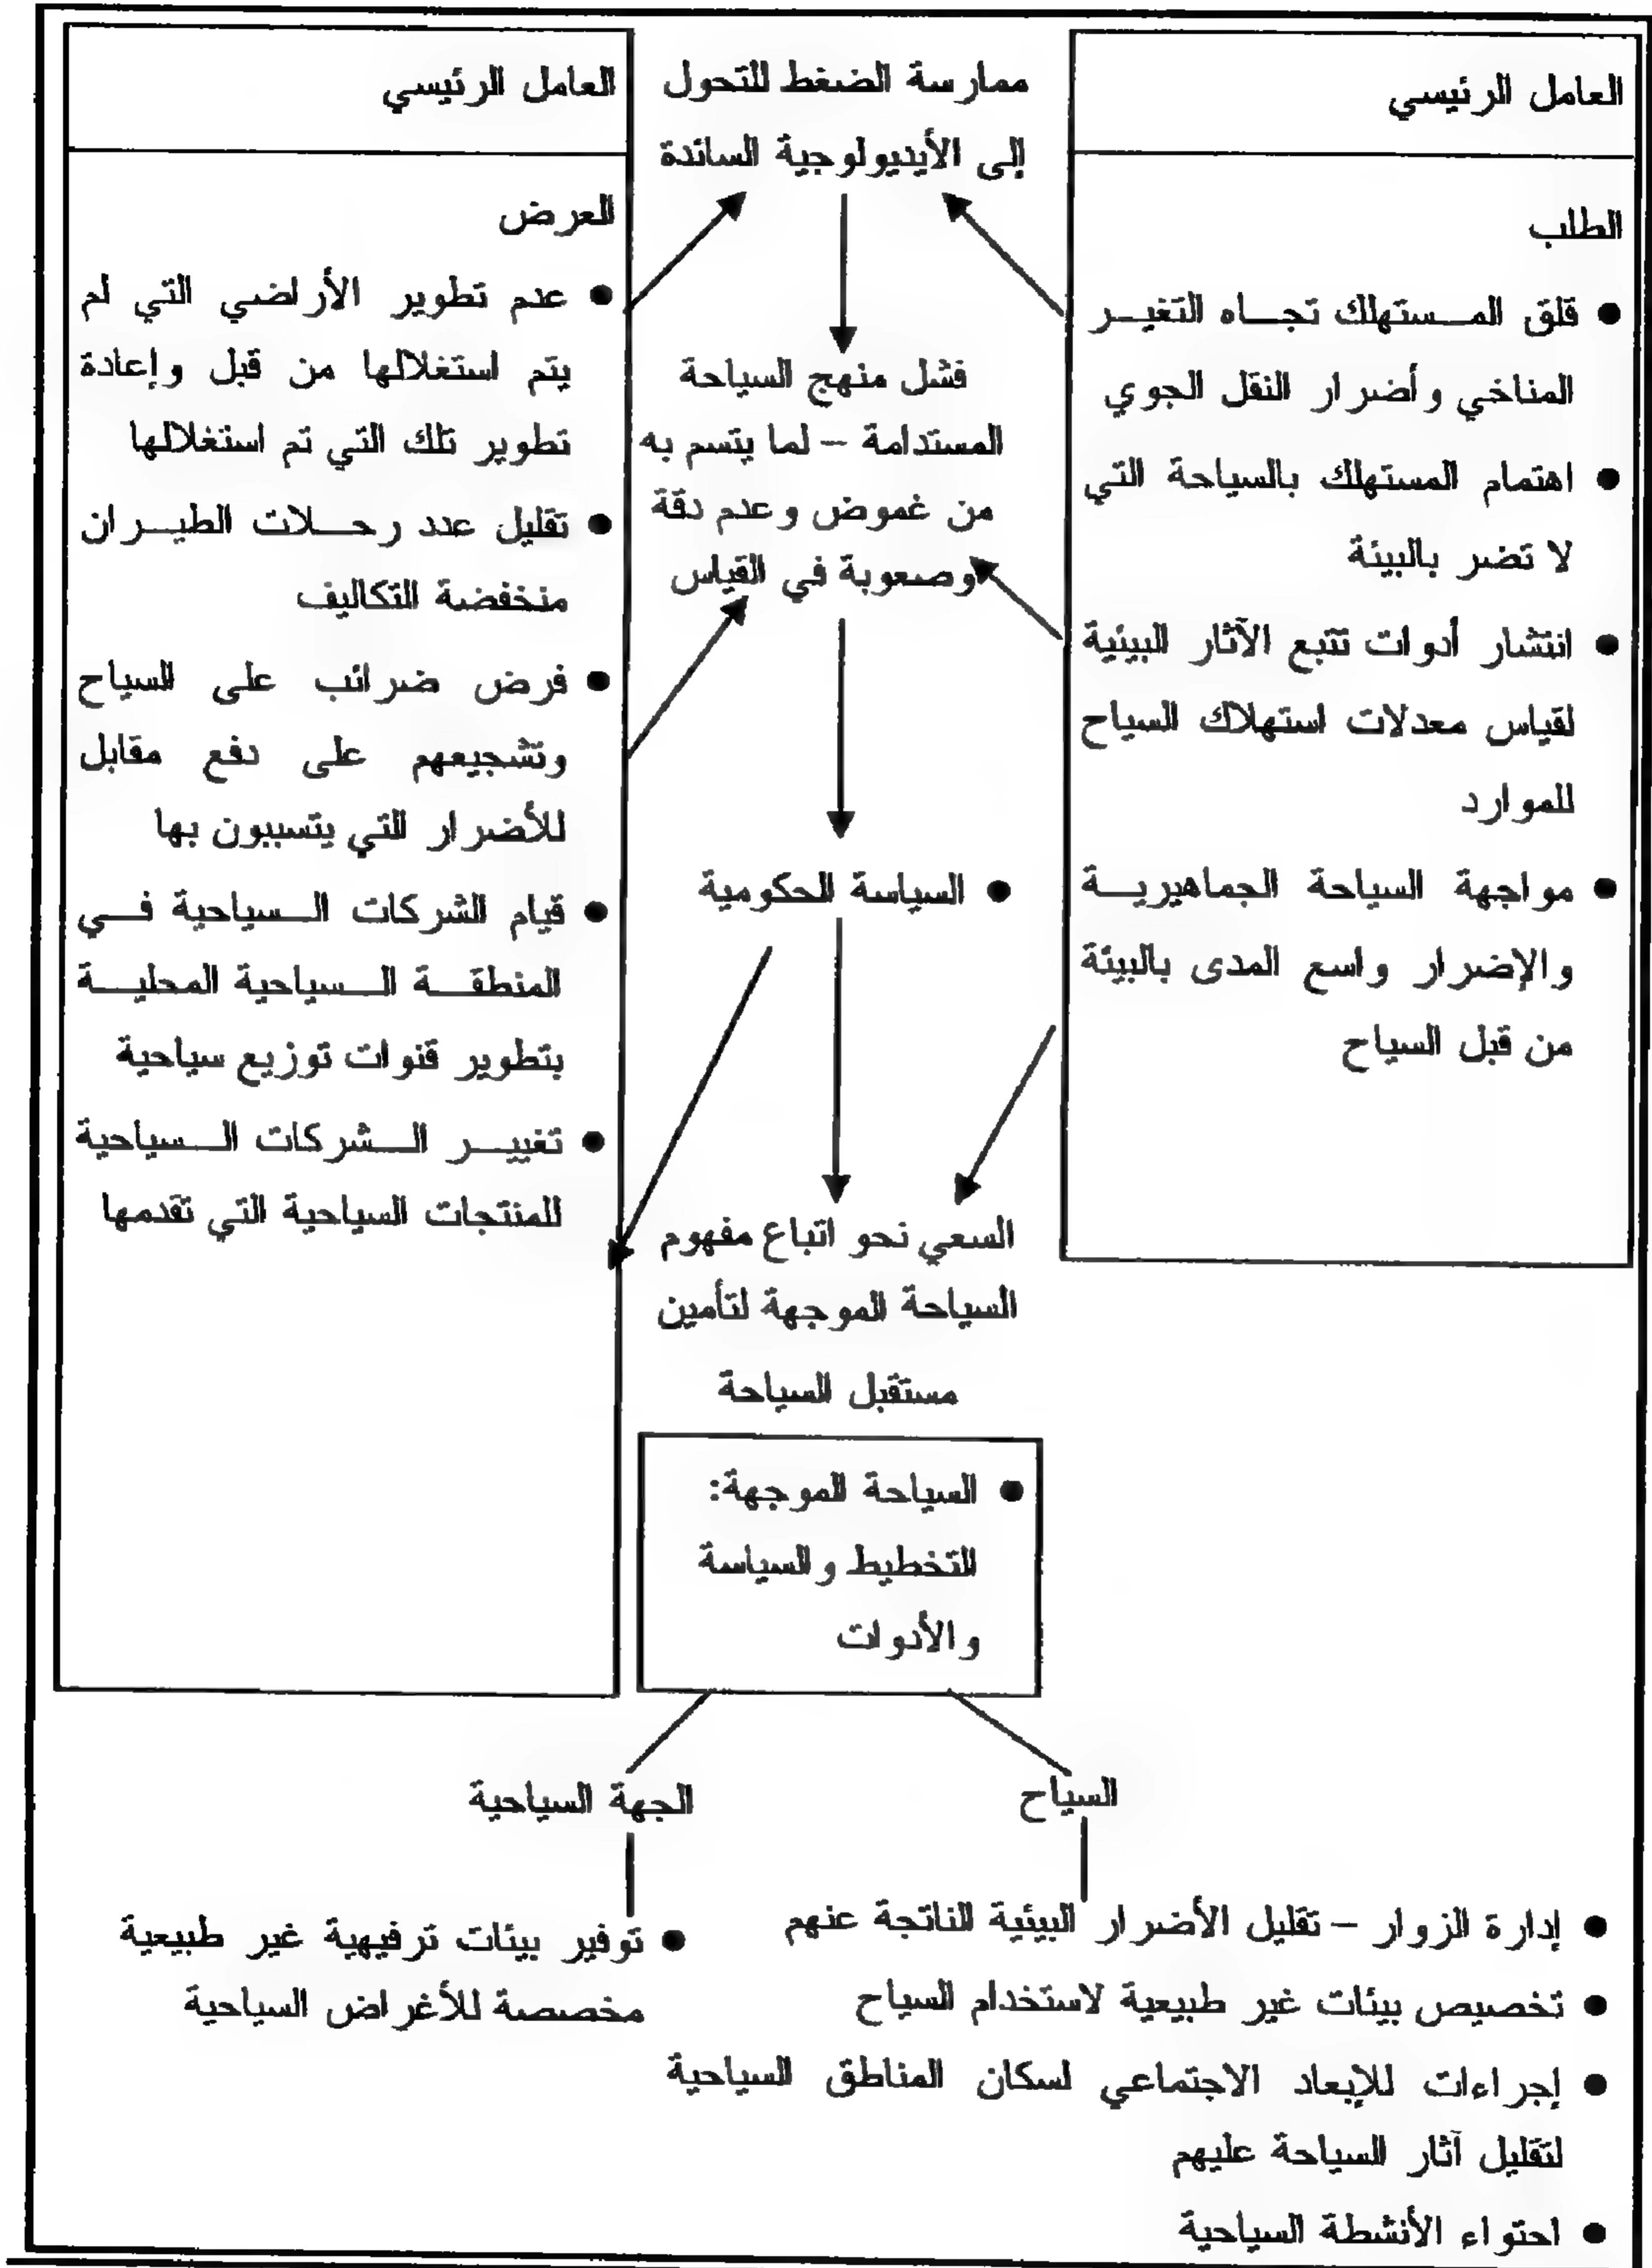 العامل الرئيسي
الطلب
• قلق المستهلك تجاه التغير
المناخي وأضرار النقل الجوي
• اهتمام المستهلك بالسياحة التي
لا تضر بالبيئة
• انتشار أدوات تتبع الآثار البيئية
لقياس معدلات استهلاك السياح
للموارد
• مواجهة السياحة الجماهيرية
والإضرار واسع المدى بالبيئة
من قبل السياح
ممارسة الضغط للتحول
إلى الأيديولوجية السائدة
فشل منهج السياحة
المستدامة – لما يتسم به
من غموض وعدم دقة
وصعوبة في القياس
• السياسة الحكومية
السعي نحو اتباع مفهوم
السياحة الموجهة لتأمين
مستقبل السياحة
• السياحة الموجهة:
التخطيط والسياسة
والأدوات
العامل الرئيسي
العرض
• عدم تطوير الأراضي التي لم
يتم استغلالها من قبل وإعادة
تطوير تلك التي تم استغلالها
• تقليل عدد رحلات الطيران
منخفضة التكاليف
• فرض ضرائب على السياح
وتشجيعهم على دفع مقابل
للأضرار التي يتسببون بها
• قيام الشركات السياحية في
المنطقة السياحية المحلية
بتطوير قنوات توزيع سياحية
• تغيير الشركات السياحية
للمنتجات السياحية التي تقدمها
السياح
• إدارة الزوار – تقليل الأضرار البيئية الناتجة عنهم
• تخصيص بيئات غير طبيعية لاستخدام السياح
• إجراءات للإبعاد الاجتماعي لسكان المناطق السياحية
لتقليل آثار السياحة عليهم
• احتواء الأنشطة السياحية
الجهة السياحية
• توفير بيئات ترفيهية غير طبيعية
مخصصة للأغراض السياحية